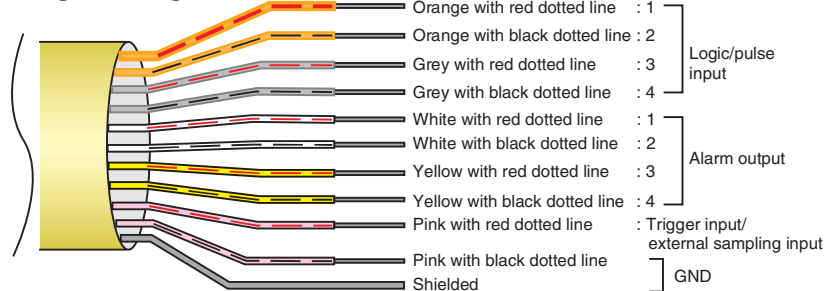 Orange with red dotted line : 1
Orange with black dotted line : 2
Grey with red dotted line : 3
Grey with black dotted line : 4
Logic/pulse
input
White with red dotted line : 1
White with black dotted line : 2
Yellow with red dotted line : 3
Yellow with black dotted line : 4
Alarm output
Pink with red dotted line : Trigger input/
external sampling input
Pink with black dotted line
Shielded
GND